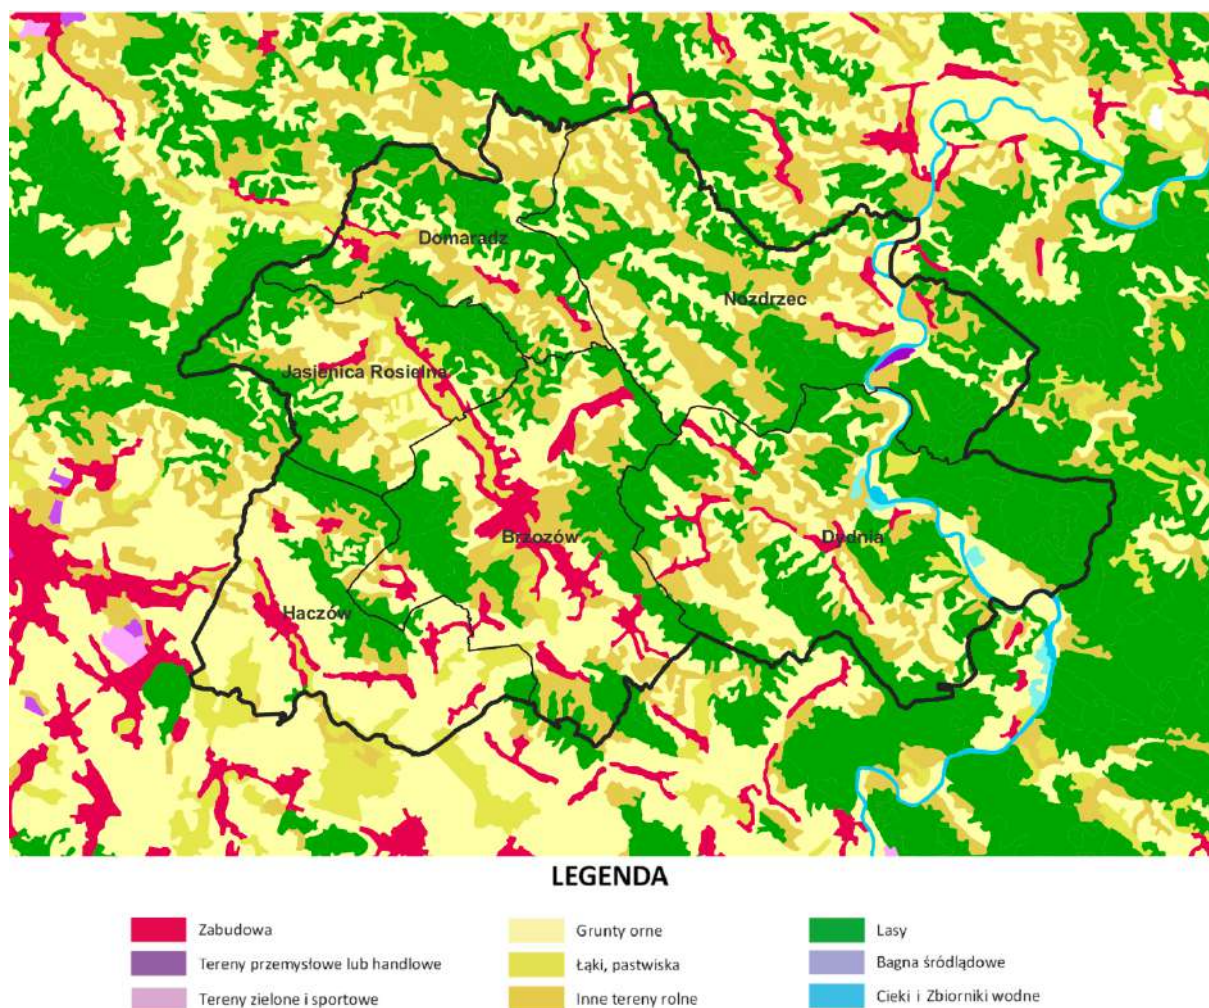 Domaradz
Nozdrzec
Jasienica Rosielna
Brzozów
Dydnia
Haczów
LEGENDA
Zabudowa
Grunty orne
Lasy
Tereny przemysłowe lub handlowe
Łąki, pastwiska
Bagna śródlądowe
Tereny zielone i sportowe
Inne tereny rolne
Cieki i Zbiorniki wodne